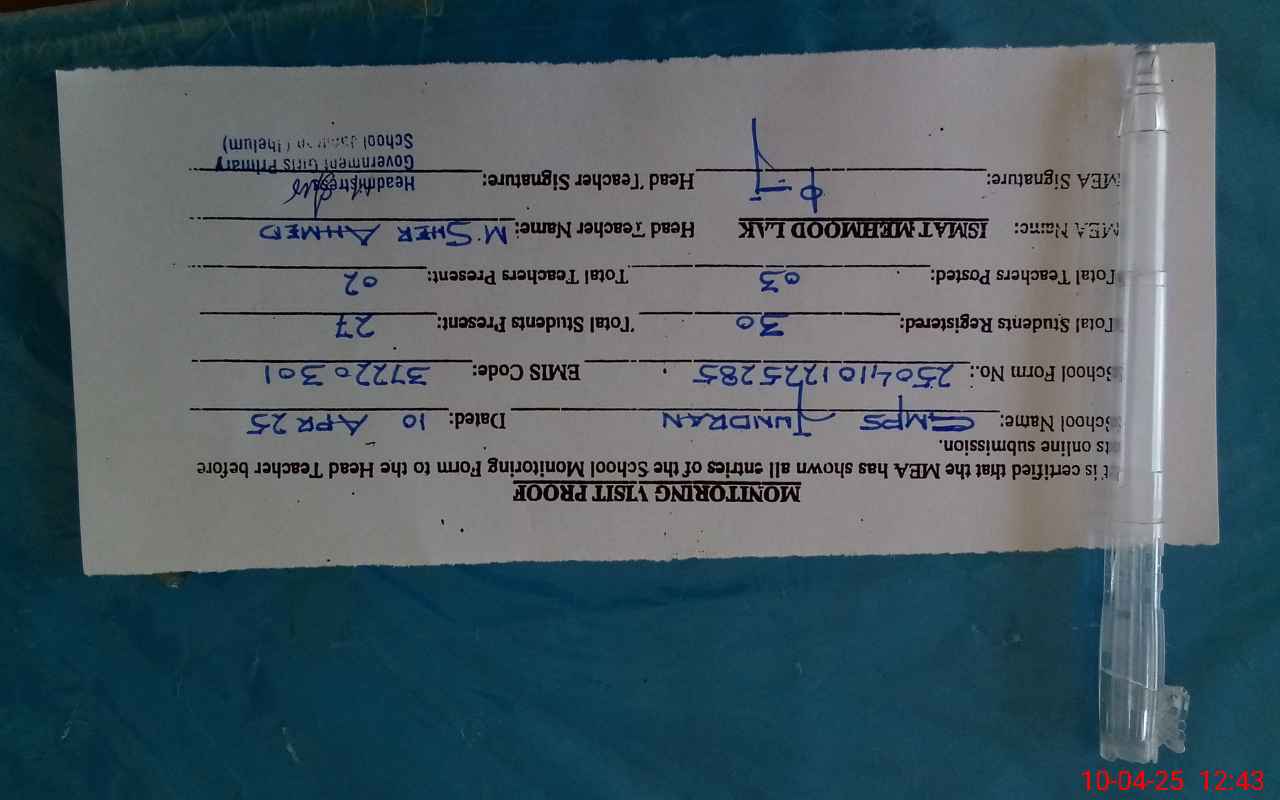 MONITORING VISIT PROOF
It is certified that the MEA has shown all entries of the School Monitoring Form to the Head Teacher before
its online submission.
School Name: GMPS JUNDRAN Dated: 10 APR 25
School Form No.: 25041101225285 EMIS Code: 37220301
Total Students Registered: 30 Total Students Present: 27
Total Teachers Posted: 03 Total Teachers Present: 02
MEA Name: ISMAT MEHMOOD LAK Head Teacher Name: M SHER AHMED
MEA Signature: Head Teacher Signature:
Headmistress
Government Girls Primary
School (Jhelum)
10-04-25 12:43